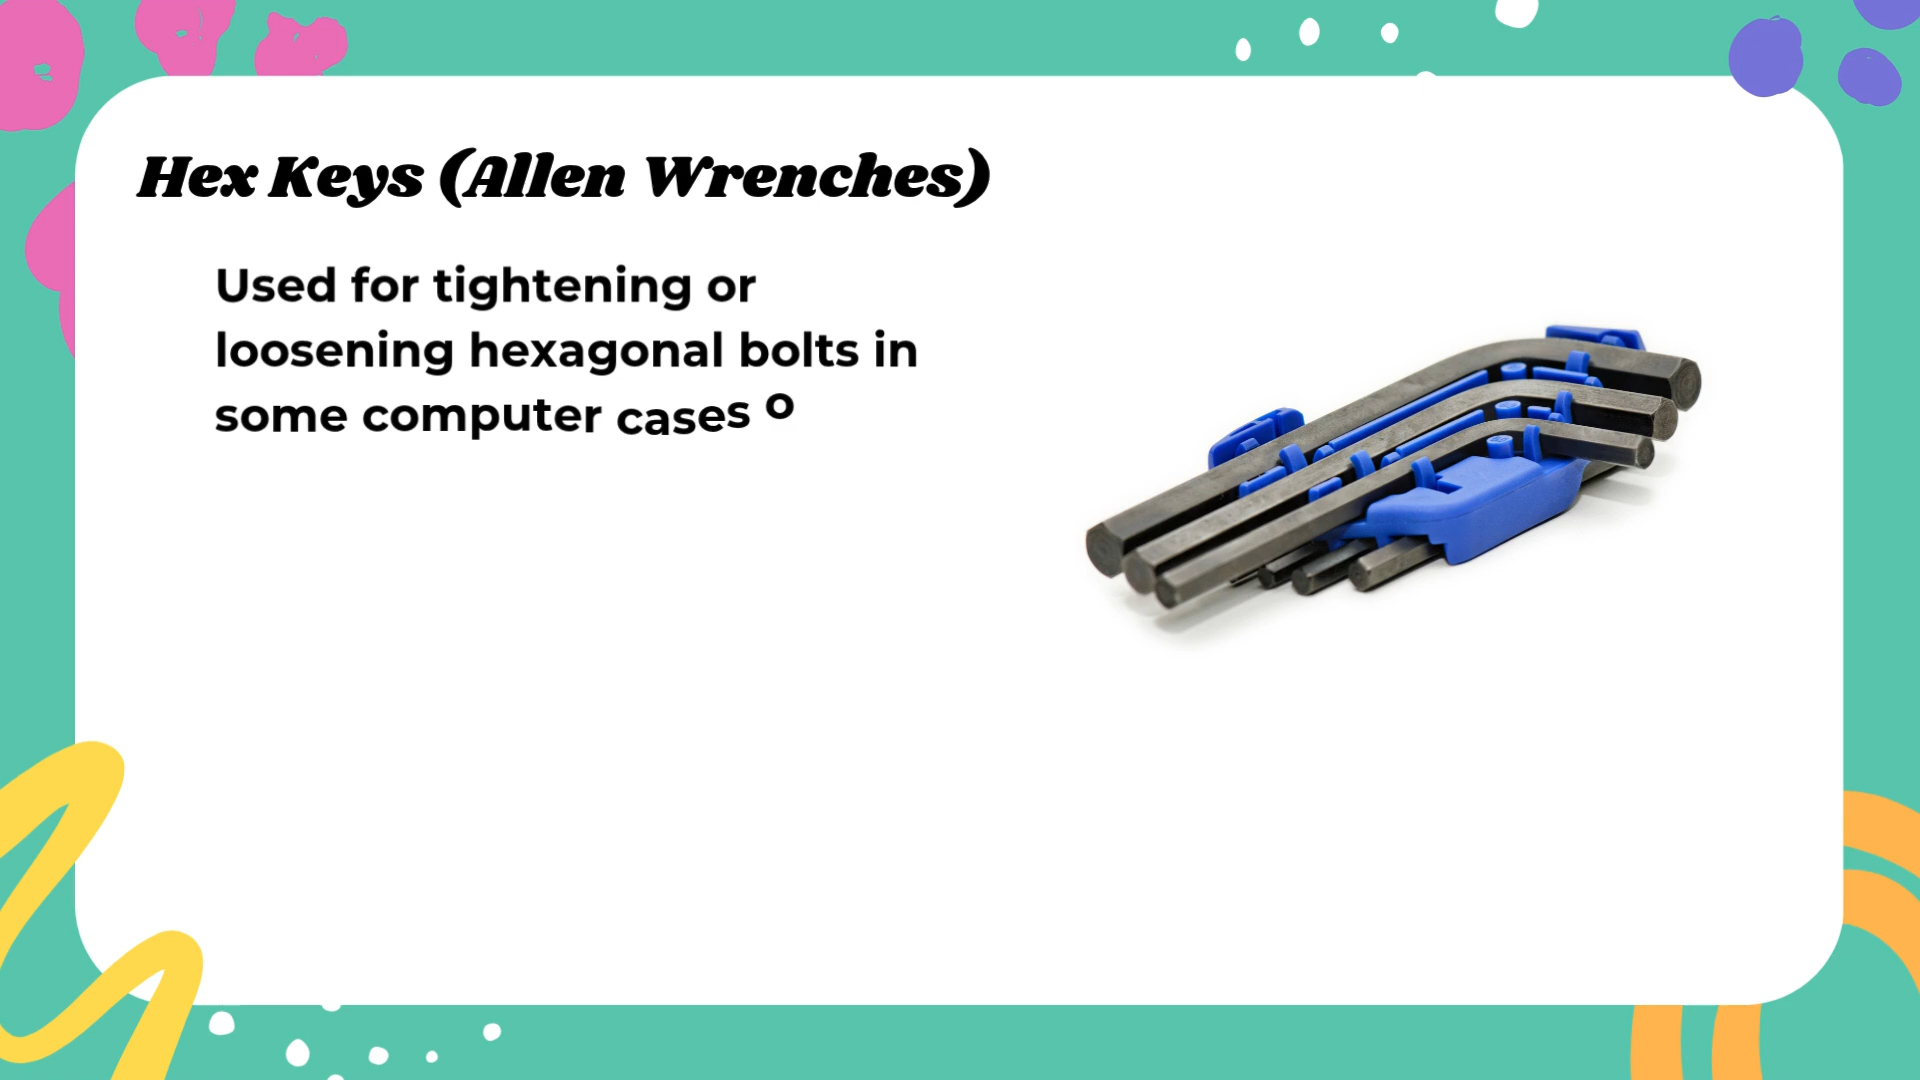 Hex Keys (Allen Wrenches)
Used for tightening or
loosening hexagonal bolts in
some computer cases o